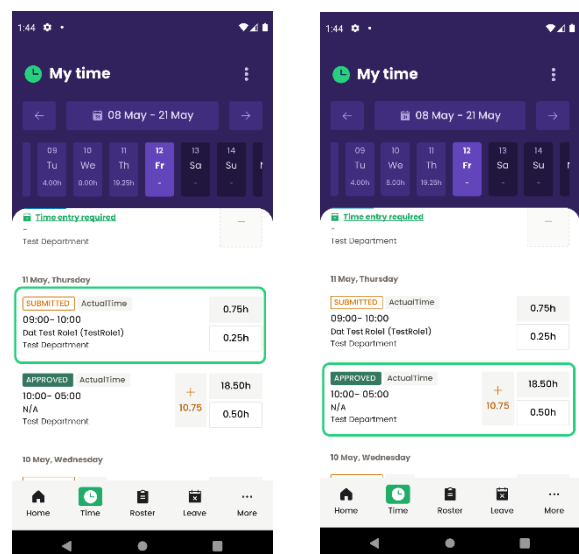 1:44
My time
08 May - 21 May
09 10 11 12 13 14
Tu We Th Fr Sa Su
4.00h 0.00h 19.25h - - -
Time entry required
-
Test Department
11 May, Thursday
SUBMITTED ActualTime
0.75h
09:00- 10:00
Dat Test Role1 (TestRole1)
0.25h
Test Department
APPROVED ActualTime
18.50h
10:00- 05:00
+
N/A
10.75
0.50h
Test Department
10 May, Wednesday
Home Time Roster Leave More
1:44
My time
08 May - 21 May
09 10 11 12 13 14
Tu We Th Fr Sa Su
4.00h 8.00h 19.25h - - -
Time entry required
-
Test Department
11 May, Thursday
SUBMITTED ActualTime
0.75h
09:00- 10:00
Dat Test Role1 (TestRole1)
0.25h
Test Department
APPROVED ActualTime
18.50h
10:00- 05:00
+
N/A
10.75
0.50h
Test Department
10 May, Wednesday
Home Time Roster Leave More